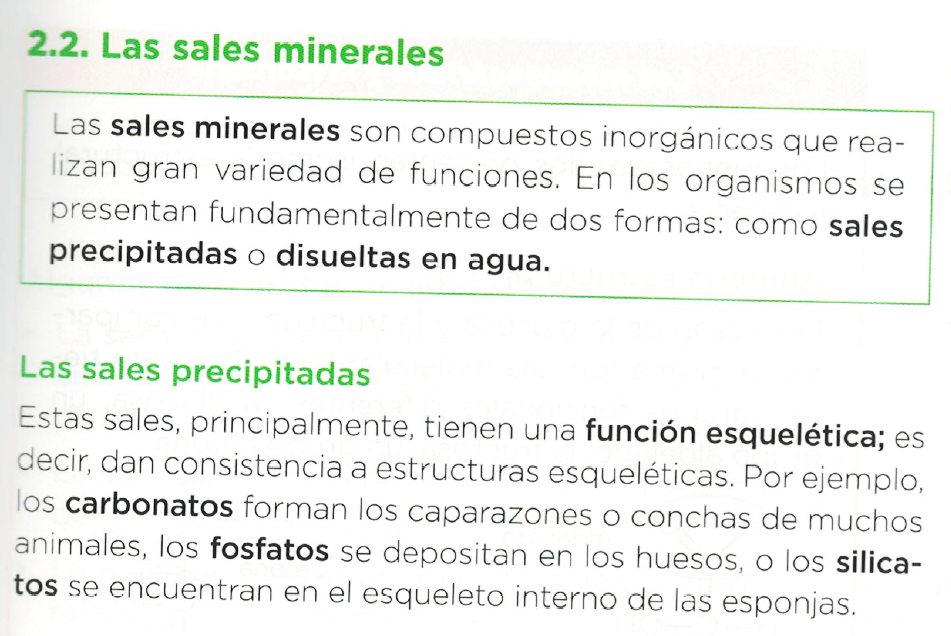 2.2. Las sales minerales
Las sales minerales son compuestos inorgánicos que rea-
lizan gran variedad de funciones. En los organismos se
presentan fundamentalmente de dos formas: como sales
precipitadas o disueltas en agua.
Las sales precipitadas
Estas sales, principalmente, tienen una función esquelética; es
decir, dan consistencia a estructuras esqueléticas. Por ejemplo,
los carbonatos forman los caparazones o conchas de muchos
animales, los fosfatos se depositan en los huesos, o los silica-
tos se encuentran en el esqueleto interno de las esponjas.